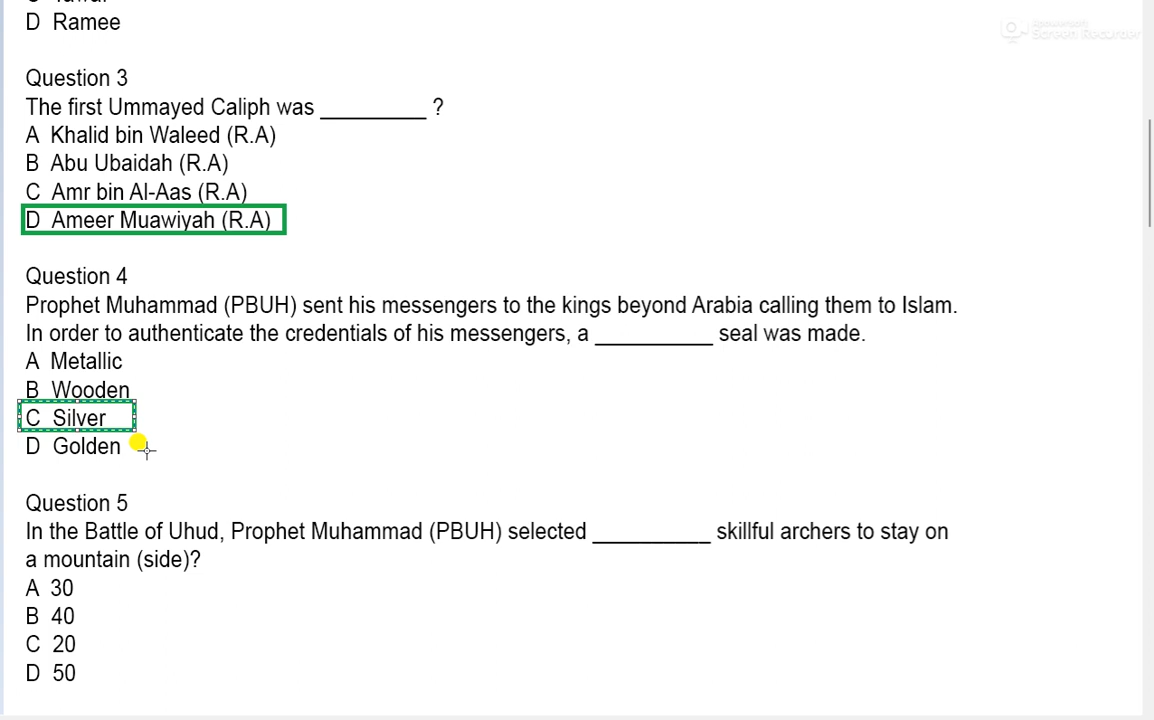 D Ramee
Screen Recorder
Question 3
The first Ummayed Caliph was _________ ?
A Khalid bin Waleed (R.A)
B Abu Ubaidah (R.A)
C Amr bin Al-Aas (R.A)
D Ameer Muawiyah (R.A)
Question 4
Prophet Muhammad (PBUH) sent his messengers to the kings beyond Arabia calling them to Islam.
In order to authenticate the credentials of his messengers, a __________ seal was made.
A Metallic
B Wooden
C Silver
D Golden
Question 5
In the Battle of Uhud, Prophet Muhammad (PBUH) selected __________ skillful archers to stay on
a mountain (side)?
A 30
B 40
C 20
D 50